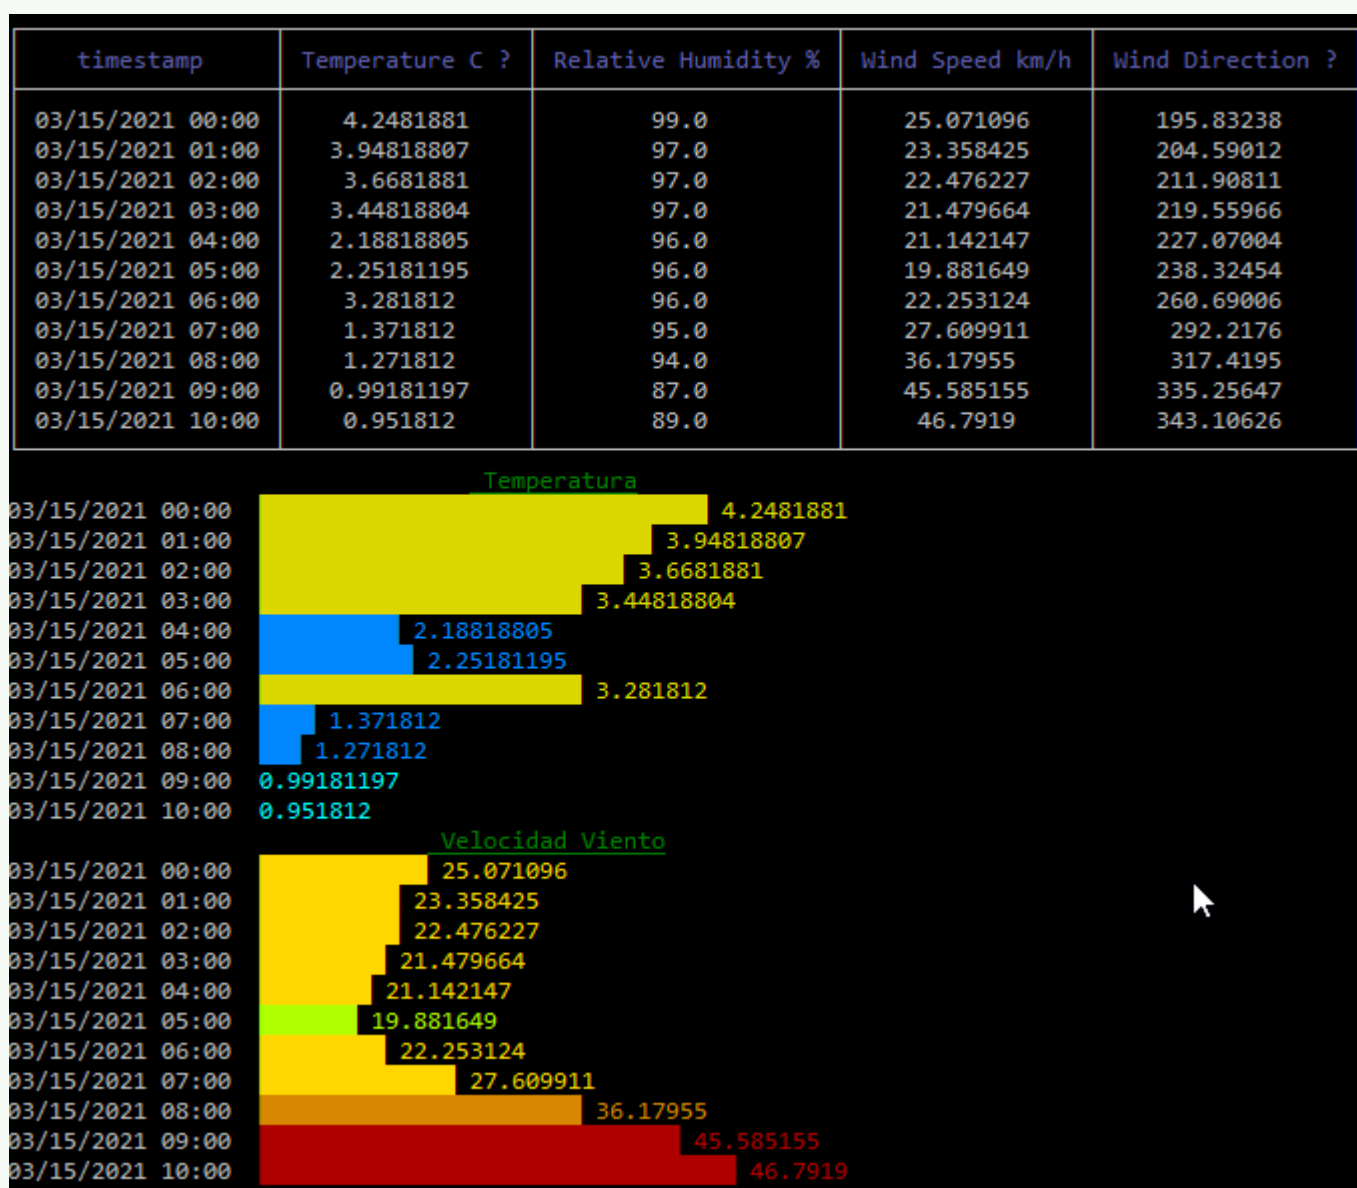 timestamp Temperature C ? Relative Humidity % Wind Speed km/h Wind Direction ?
03/15/2021 00:00 4.2481881 99.0 25.071096 195.83238
03/15/2021 01:00 3.94818807 97.0 23.358425 204.59012
03/15/2021 02:00 3.6681881 97.0 22.476227 211.90811
03/15/2021 03:00 3.44818804 97.0 21.479664 219.55966
03/15/2021 04:00 2.18818805 96.0 21.142147 227.07004
03/15/2021 05:00 2.25181195 96.0 19.881649 238.32454
03/15/2021 06:00 3.281812 96.0 22.253124 260.69006
03/15/2021 07:00 1.371812 95.0 27.609911 292.2176
03/15/2021 08:00 1.271812 94.0 36.17955 317.4195
03/15/2021 09:00 0.99181197 87.0 45.585155 335.25647
03/15/2021 10:00 0.951812 89.0 46.7919 343.10626
Temperatura
03/15/2021 00:00 4.2481881
03/15/2021 01:00 3.94818807
03/15/2021 02:00 3.6681881
03/15/2021 03:00 3.44818804
03/15/2021 04:00 2.18818805
03/15/2021 05:00 2.25181195
03/15/2021 06:00 3.281812
03/15/2021 07:00 1.371812
03/15/2021 08:00 1.271812
03/15/2021 09:00 0.99181197
03/15/2021 10:00 0.951812
Velocidad Viento
03/15/2021 00:00 25.071096
03/15/2021 01:00 23.358425
03/15/2021 02:00 22.476227
03/15/2021 03:00 21.479664
03/15/2021 04:00 21.142147
03/15/2021 05:00 19.881649
03/15/2021 06:00 22.253124
03/15/2021 07:00 27.609911
03/15/2021 08:00 36.17955
03/15/2021 09:00 45.585155
03/15/2021 10:00 46.7919